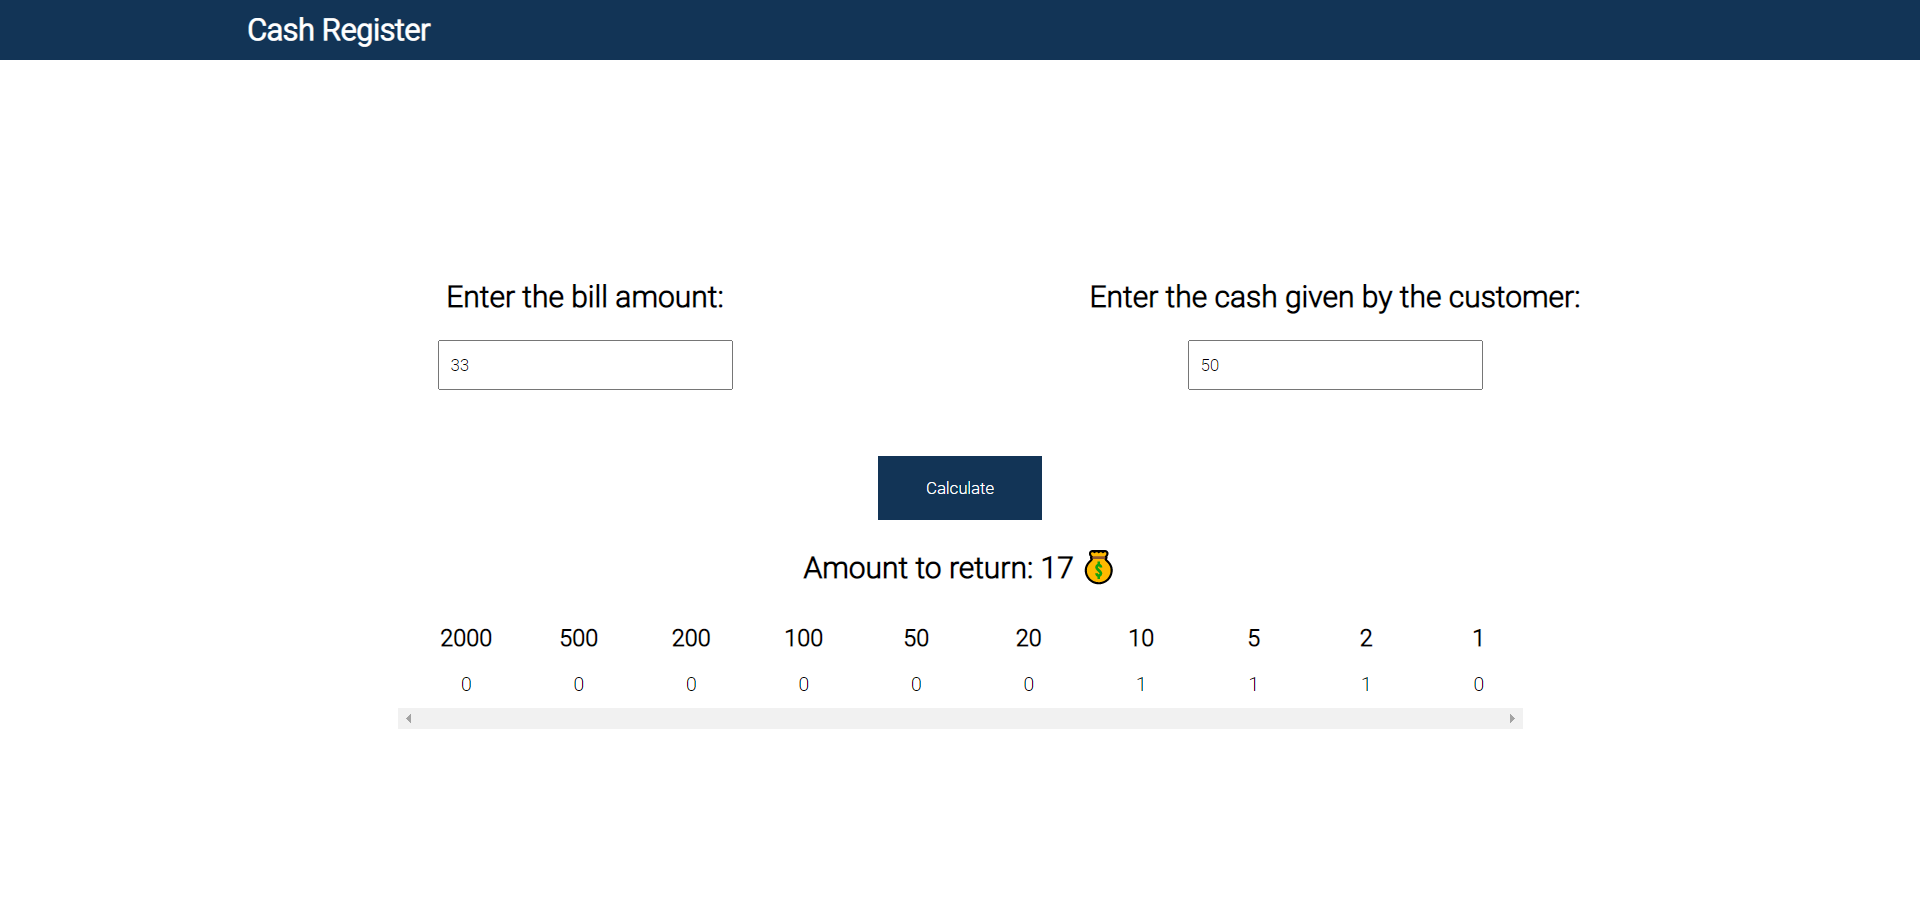 Cash Register
Enter the bill amount: Enter the cash given by the customer:
33 50
Calculate
Amount to return: 17 💰
2000 500 200 100 50 20 10 5 2 1
0 0 0 0 0 0 1 1 1 0